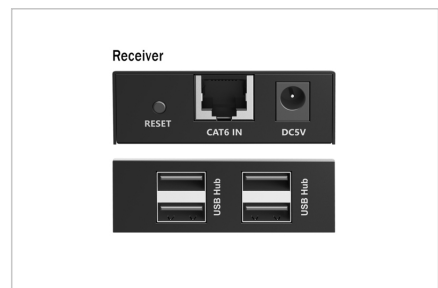 Receiver
RESET
CAT6 IN
DC5V
USB Hub
USB Hub